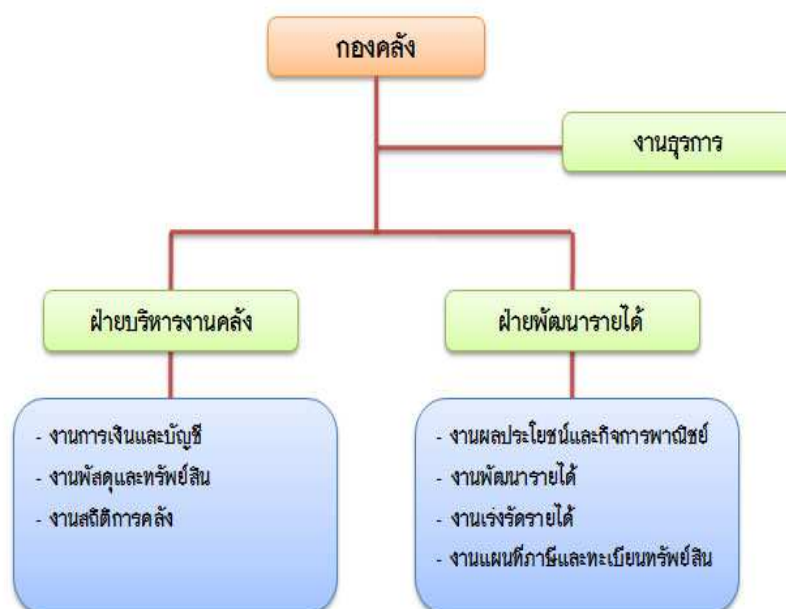 กองคลัง
งานธุรการ
ฝ่ายบริหารงานคลัง
ฝ่ายพัฒนารายได้
- งานการเงินและบัญชี
- งานพัสดุและทรัพย์สิน
- งานสถิติการคลัง
- งานผลประโยชน์และกิจการพาณิชย์
- งานพัฒนารายได้
- งานเร่งรัดรายได้
- งานแผนที่ภาษีและทะเบียนทรัพย์สิน